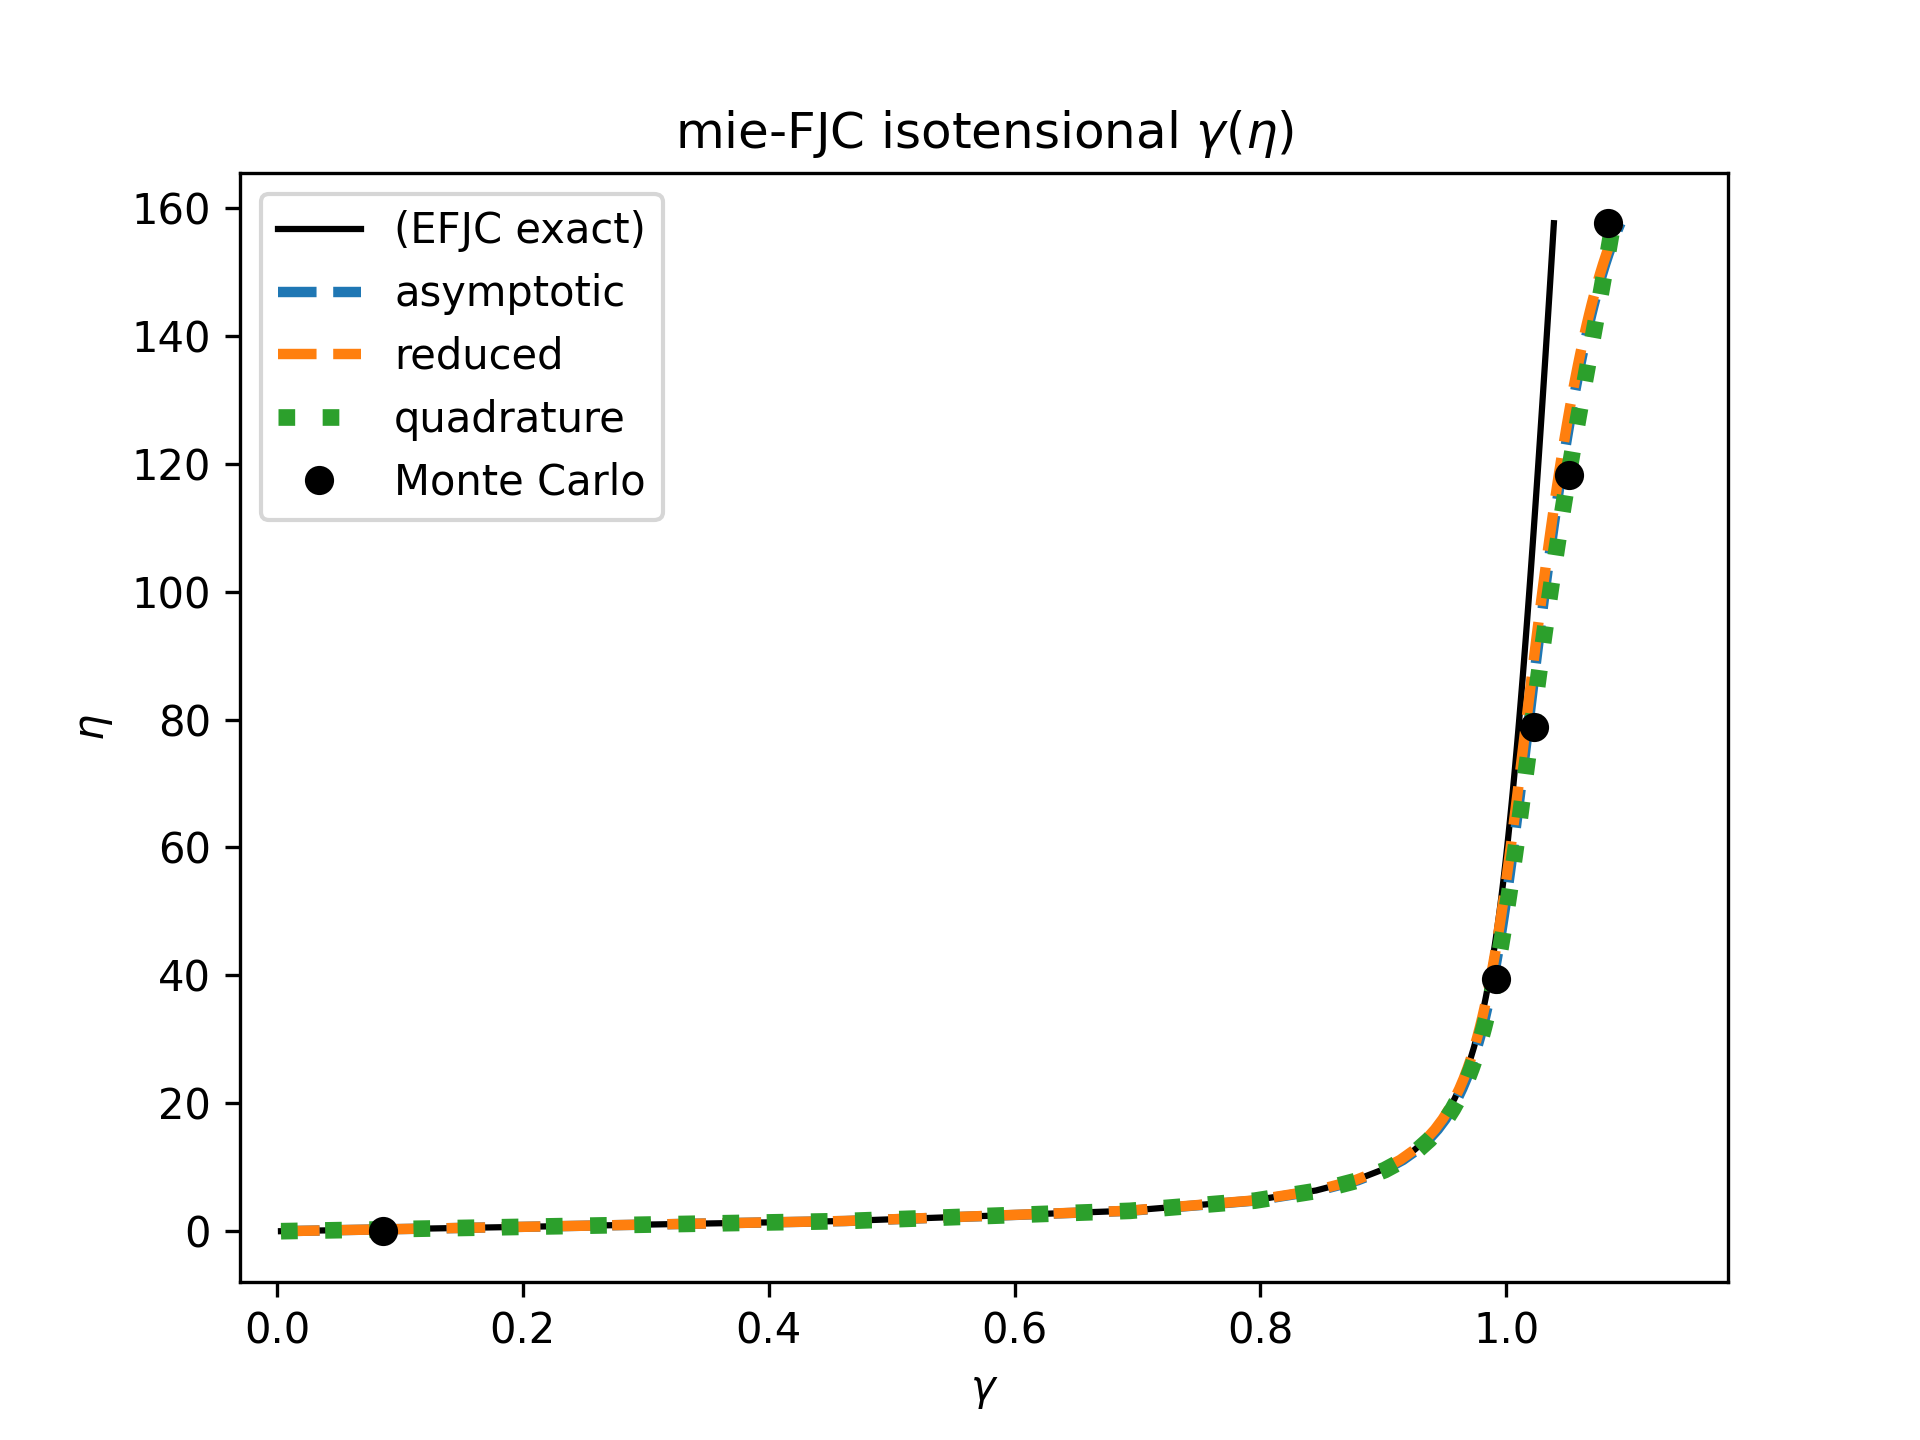 mie-FJC isotensional γ(η)
(EFJC exact)
asymptotic
reduced
quadrature
Monte Carlo
160
140
120
100
80
60
40
20
0
η
0.0 0.2 0.4 0.6 0.8 1.0
γ